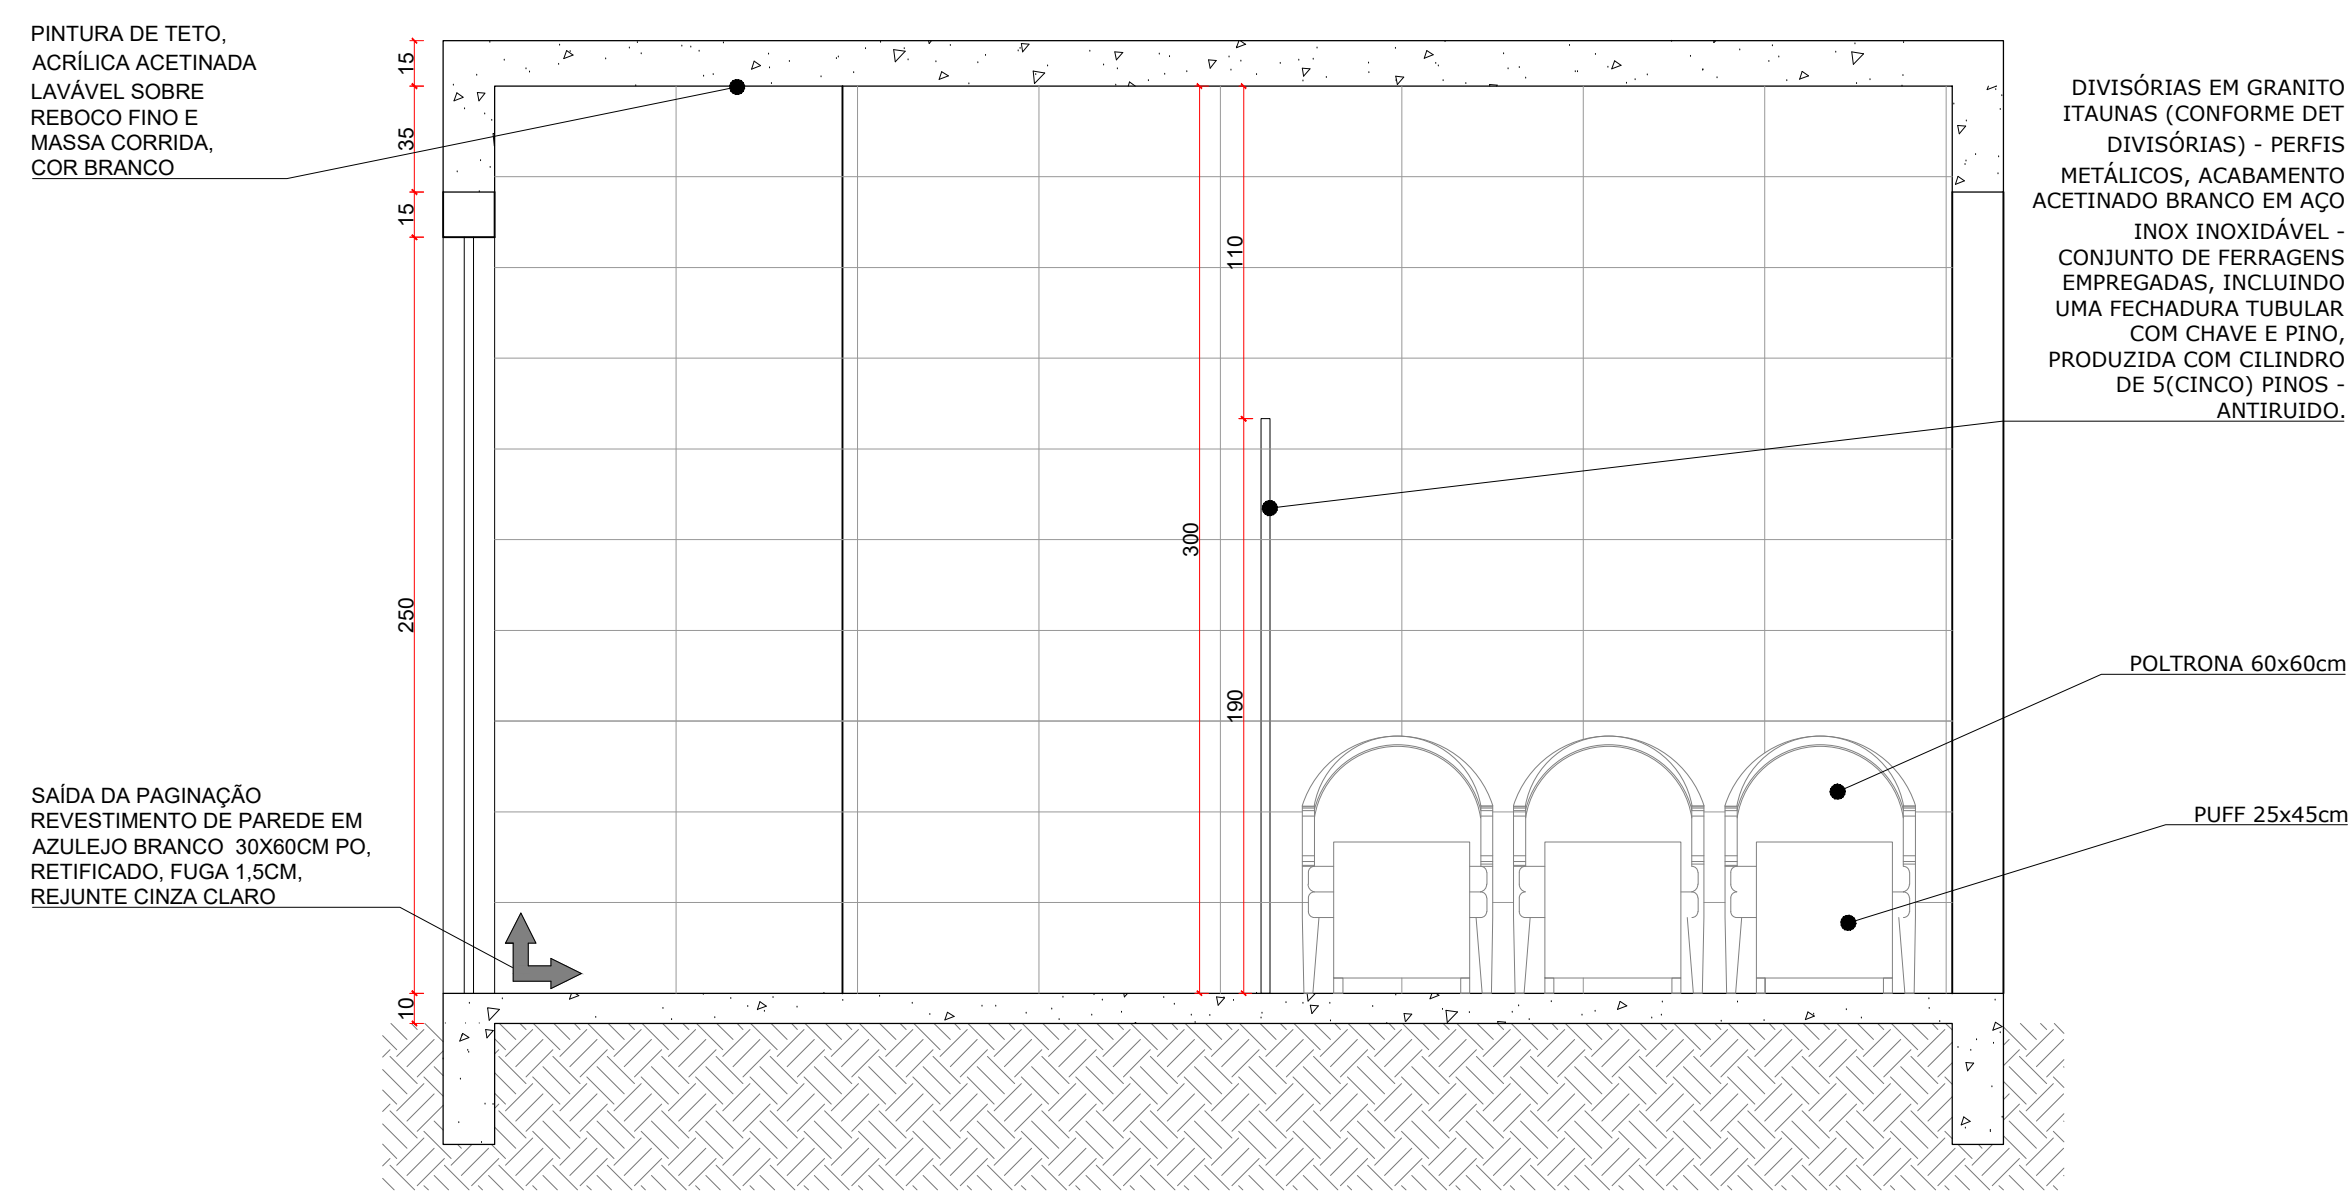 PINTURA DE TETO,
ACRÍLICA ACETINADA
LAVÁVEL SOBRE
REBOCO FINO E
MASSA CORRIDA,
COR BRANCO
15
35
15
250
10
110
300
190
DIVISÓRIAS EM GRANITO
ITAUNAS (CONFORME DET
DIVISÓRIAS) - PERFIS
METÁLICOS, ACABAMENTO
ACETINADO BRANCO EM AÇO
INOX INOXIDÁVEL -
CONJUNTO DE FERRAGENS
EMPREGADAS, INCLUINDO
UMA FECHADURA TUBULAR
COM CHAVE E PINO,
PRODUZIDA COM CILINDRO
DE 5(CINCO) PINOS -
ANTIRUIDO.
POLTRONA 60x60cm
PUFF 25x45cm
SAÍDA DA PAGINAÇÃO
REVESTIMENTO DE PAREDE EM
AZULEJO BRANCO 30X60CM PO,
RETIFICADO, FUGA 1,5CM,
REJUNTE CINZA CLARO